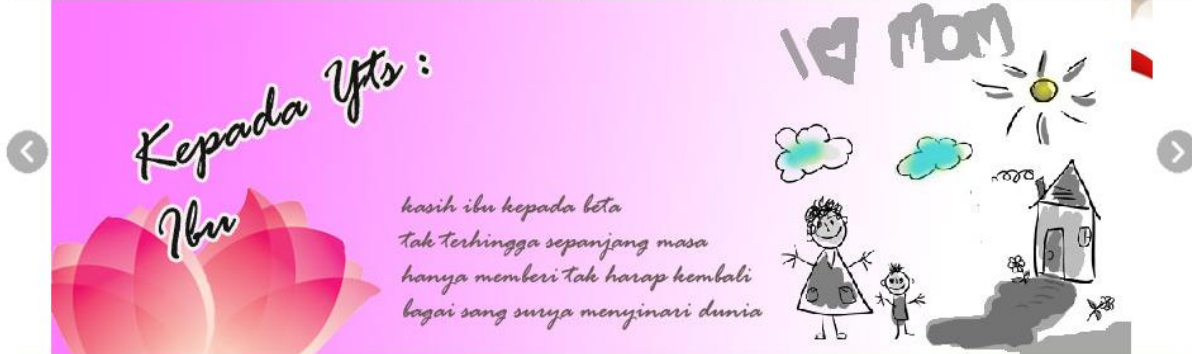 Kepada Yts :
Ibu
kasih ibu kepada beta
tak terhingga sepanjang masa
hanya memberi tak harap kembali
bagai sang surya menyinari dunia
I ♥ MOM